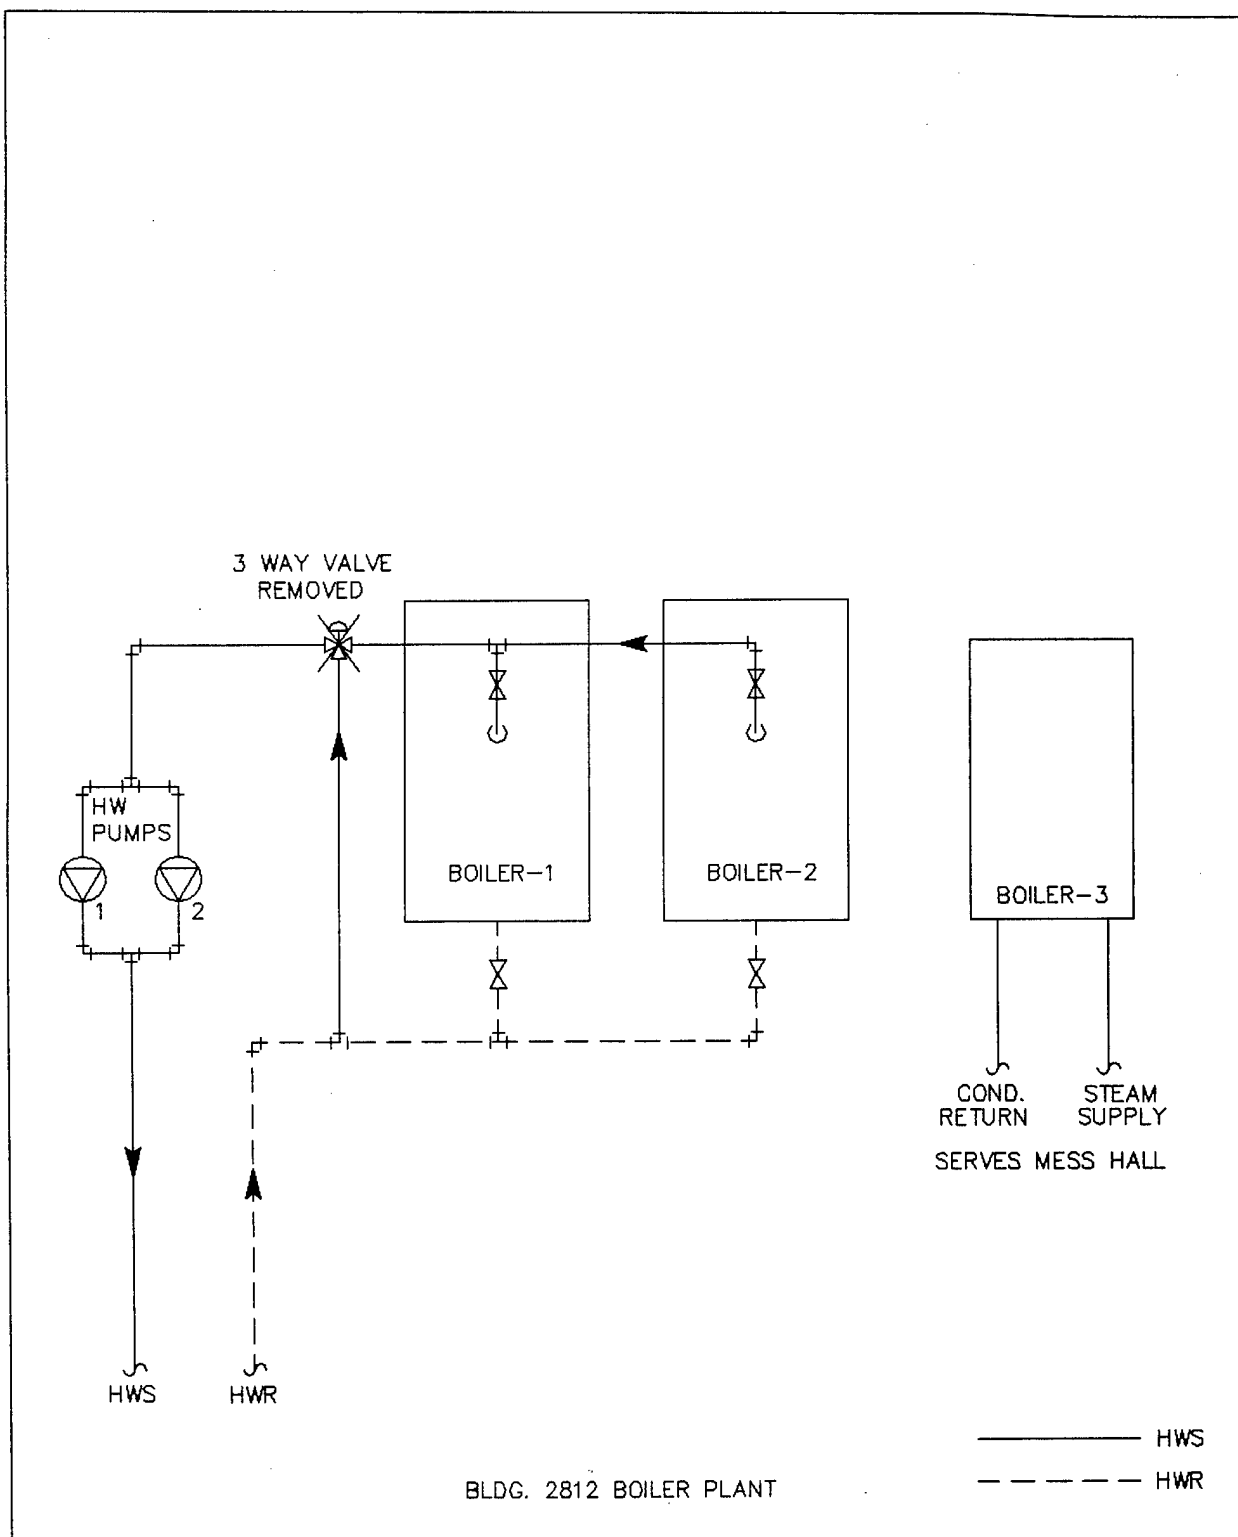 3 WAY VALVE
REMOVED
HW
PUMPS
1
2
BOILER-1
BOILER-2
BOILER-3
COND.
RETURN
STEAM
SUPPLY
SERVES MESS HALL
HWS
HWR
HWS
HWR
BLDG. 2812 BOILER PLANT